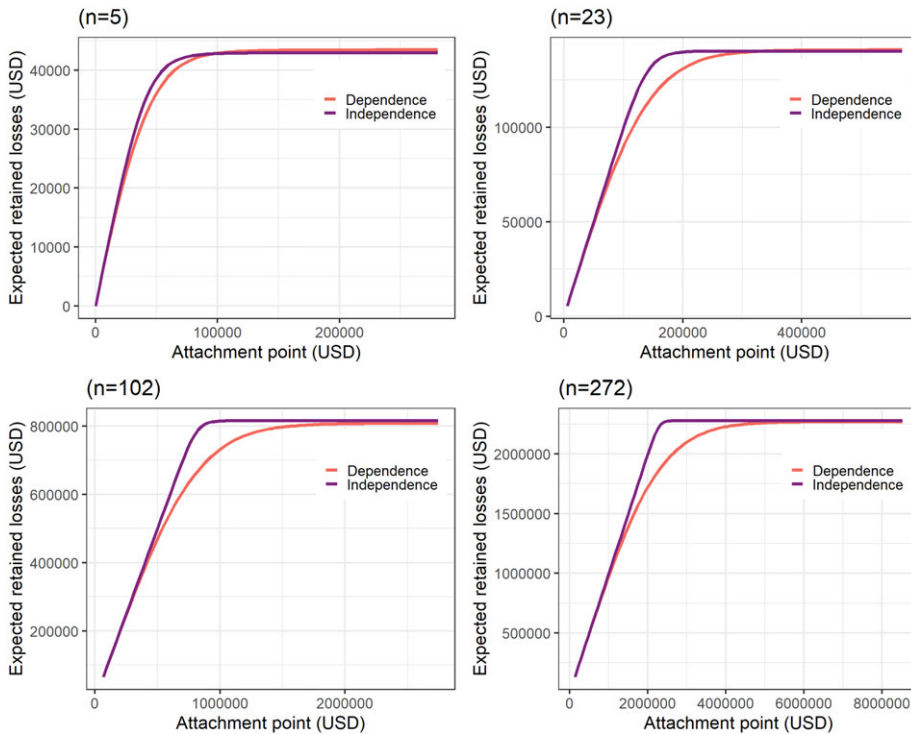 (n=5)
Expected retained losses (USD)
40000
30000
20000
10000
0
Dependence
Independence
0
100000
200000
Attachment point (USD)
(n=23)
Expected retained losses (USD)
100000
50000
0
Dependence
Independence
0
200000
400000
Attachment point (USD)
(n=102)
Expected retained losses (USD)
800000
600000
400000
200000
Dependence
Independence
0
1000000
2000000
Attachment point (USD)
(n=272)
Expected retained losses (USD)
2000000
1500000
1000000
500000
Dependence
Independence
0
2000000
4000000
6000000
8000000
Attachment point (USD)